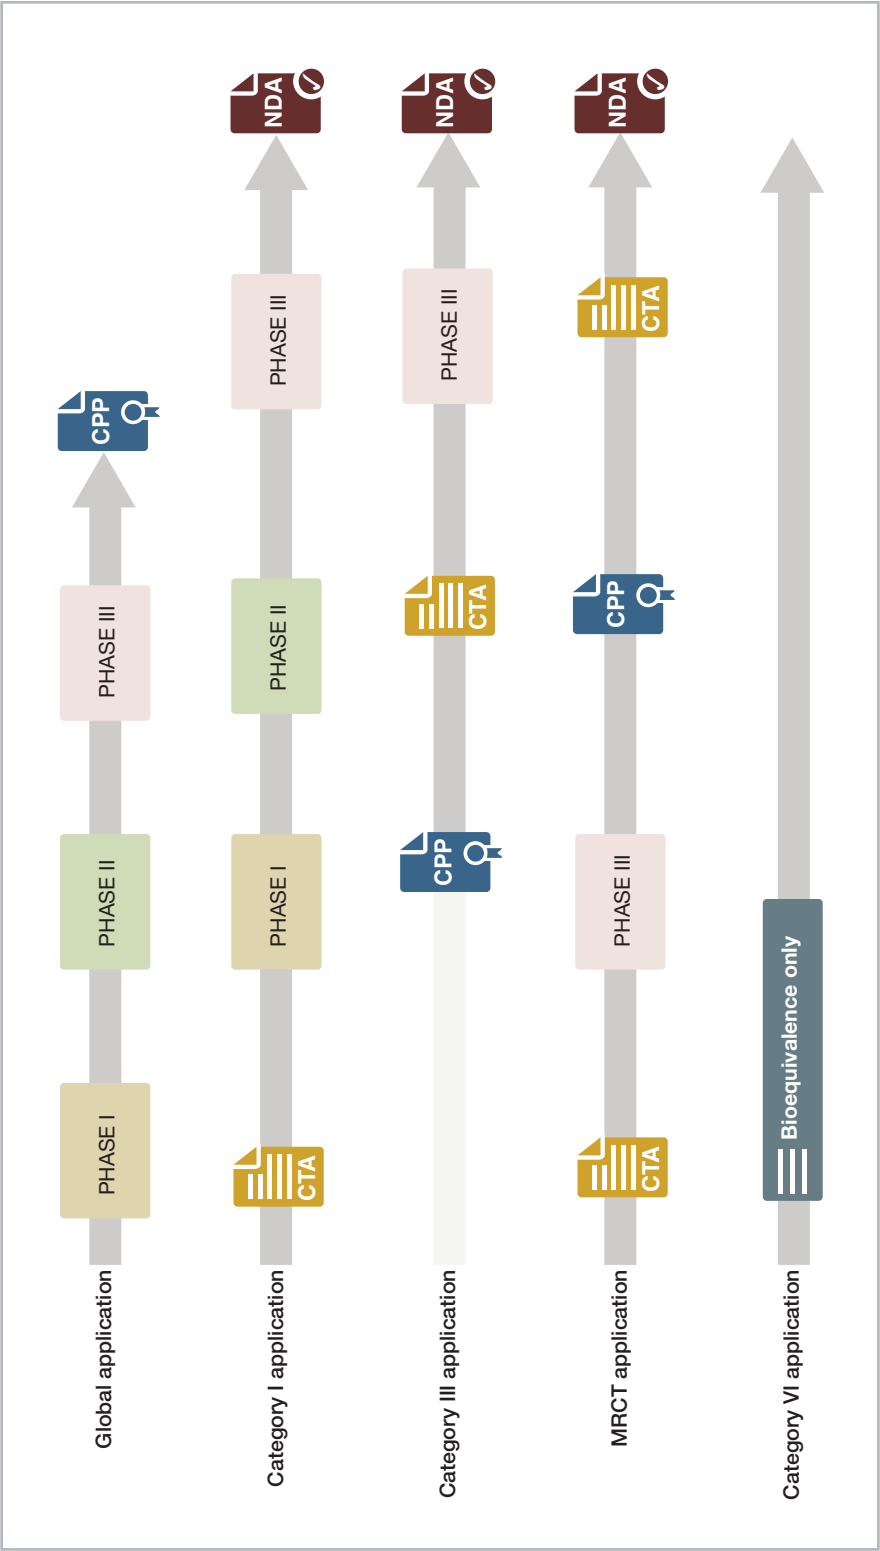 Global application
PHASE I
PHASE II
PHASE III
CPP
Category I application
CTA
PHASE I
PHASE II
PHASE III
NDA
Category III application
CPP
CTA
PHASE III
NDA
MRCT application
CTA
PHASE III
CPP
CTA
NDA
Category VI application
Bioequivalence only